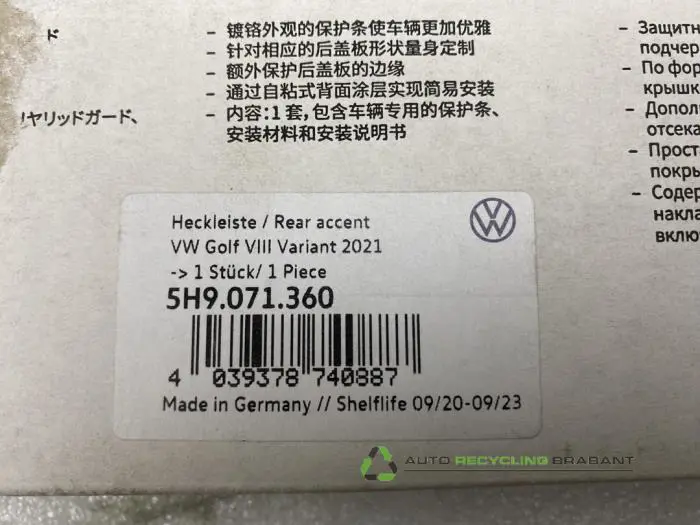 ド
リヤリッドガード、
– 镀铬外观的保护条使车辆更加优雅
– 针对相应的后盖板形状量身定制
– 额外保护后盖板的边缘
– 通过自粘式背面涂层实现简易安装
– 内容:1 套,包含车辆专用的保护条、
安装材料和安装说明书
– Защитн
подчер
– По фор
крышк
– Допол
отсека
– Прост
покры
– Содер
накла
вклю
Heckleiste / Rear accent
VW Golf VIII Variant 2021
-> 1 Stück/ 1 Piece
5H9.071.360
4 039378 740887
Made in Germany // Shelflife 09/20-09/23
AUTO RECYCLING BRABANT